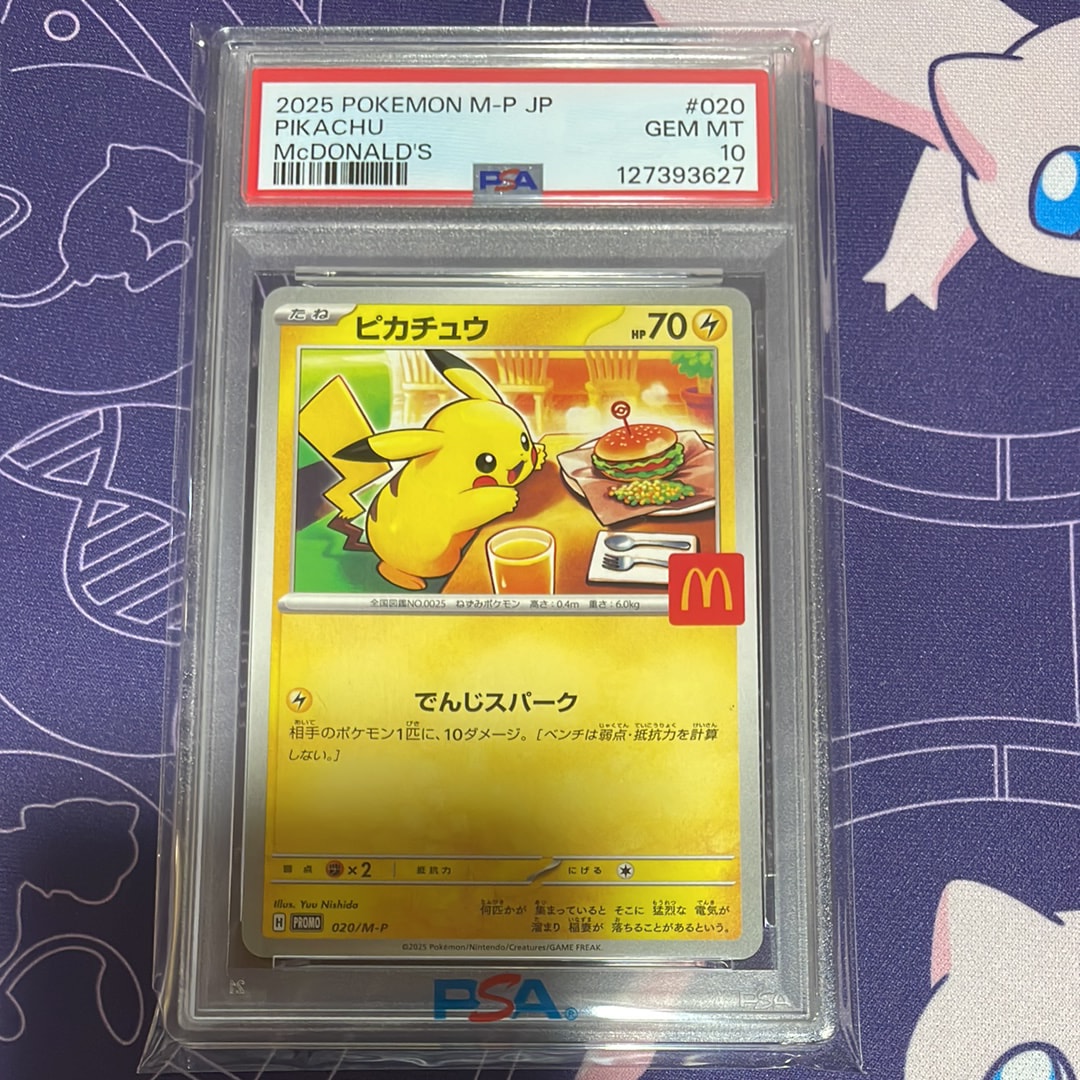 2025 POKEMON M-P JP #020
PIKACHU GEM MT
McDONALD'S 10
PSA 127393627
たね ピカチュウ HP70
M
全国図鑑NO.0025 ねずみポケモン 高さ:0.4m 重さ:6.0kg
でんじスパーク
相手のポケモン1匹に、10ダメージ。[ベンチは弱点・抵抗力を計算
しない。]
弱点 ×2 抵抗力 にげる
Illus. Yuu Nishida
何匹かが 集まっていると そこに 猛烈な 電気が
溜まり 稲妻が 落ちることがあるという。
H PROMO 020/M-P
©2025 Pokémon/Nintendo/Creatures/GAME FREAK.
PSA®
PSA